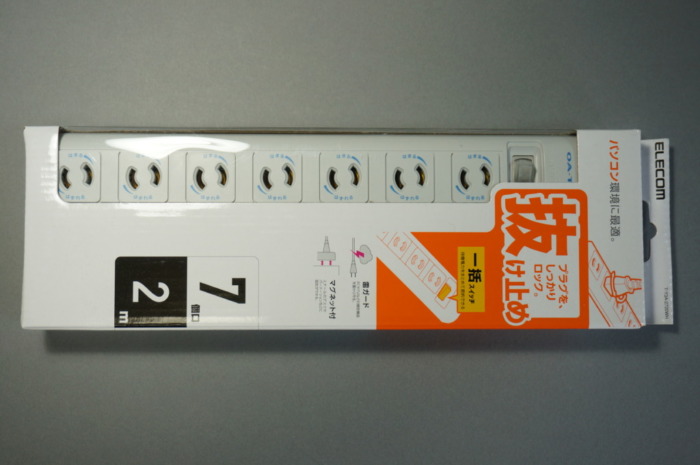 ELECOM
パソコン環境に最適。
抜け止め
プラグを、
しっかり
ロック。
一括スイッチ
雷ガード
マグネット付
7個口
2m